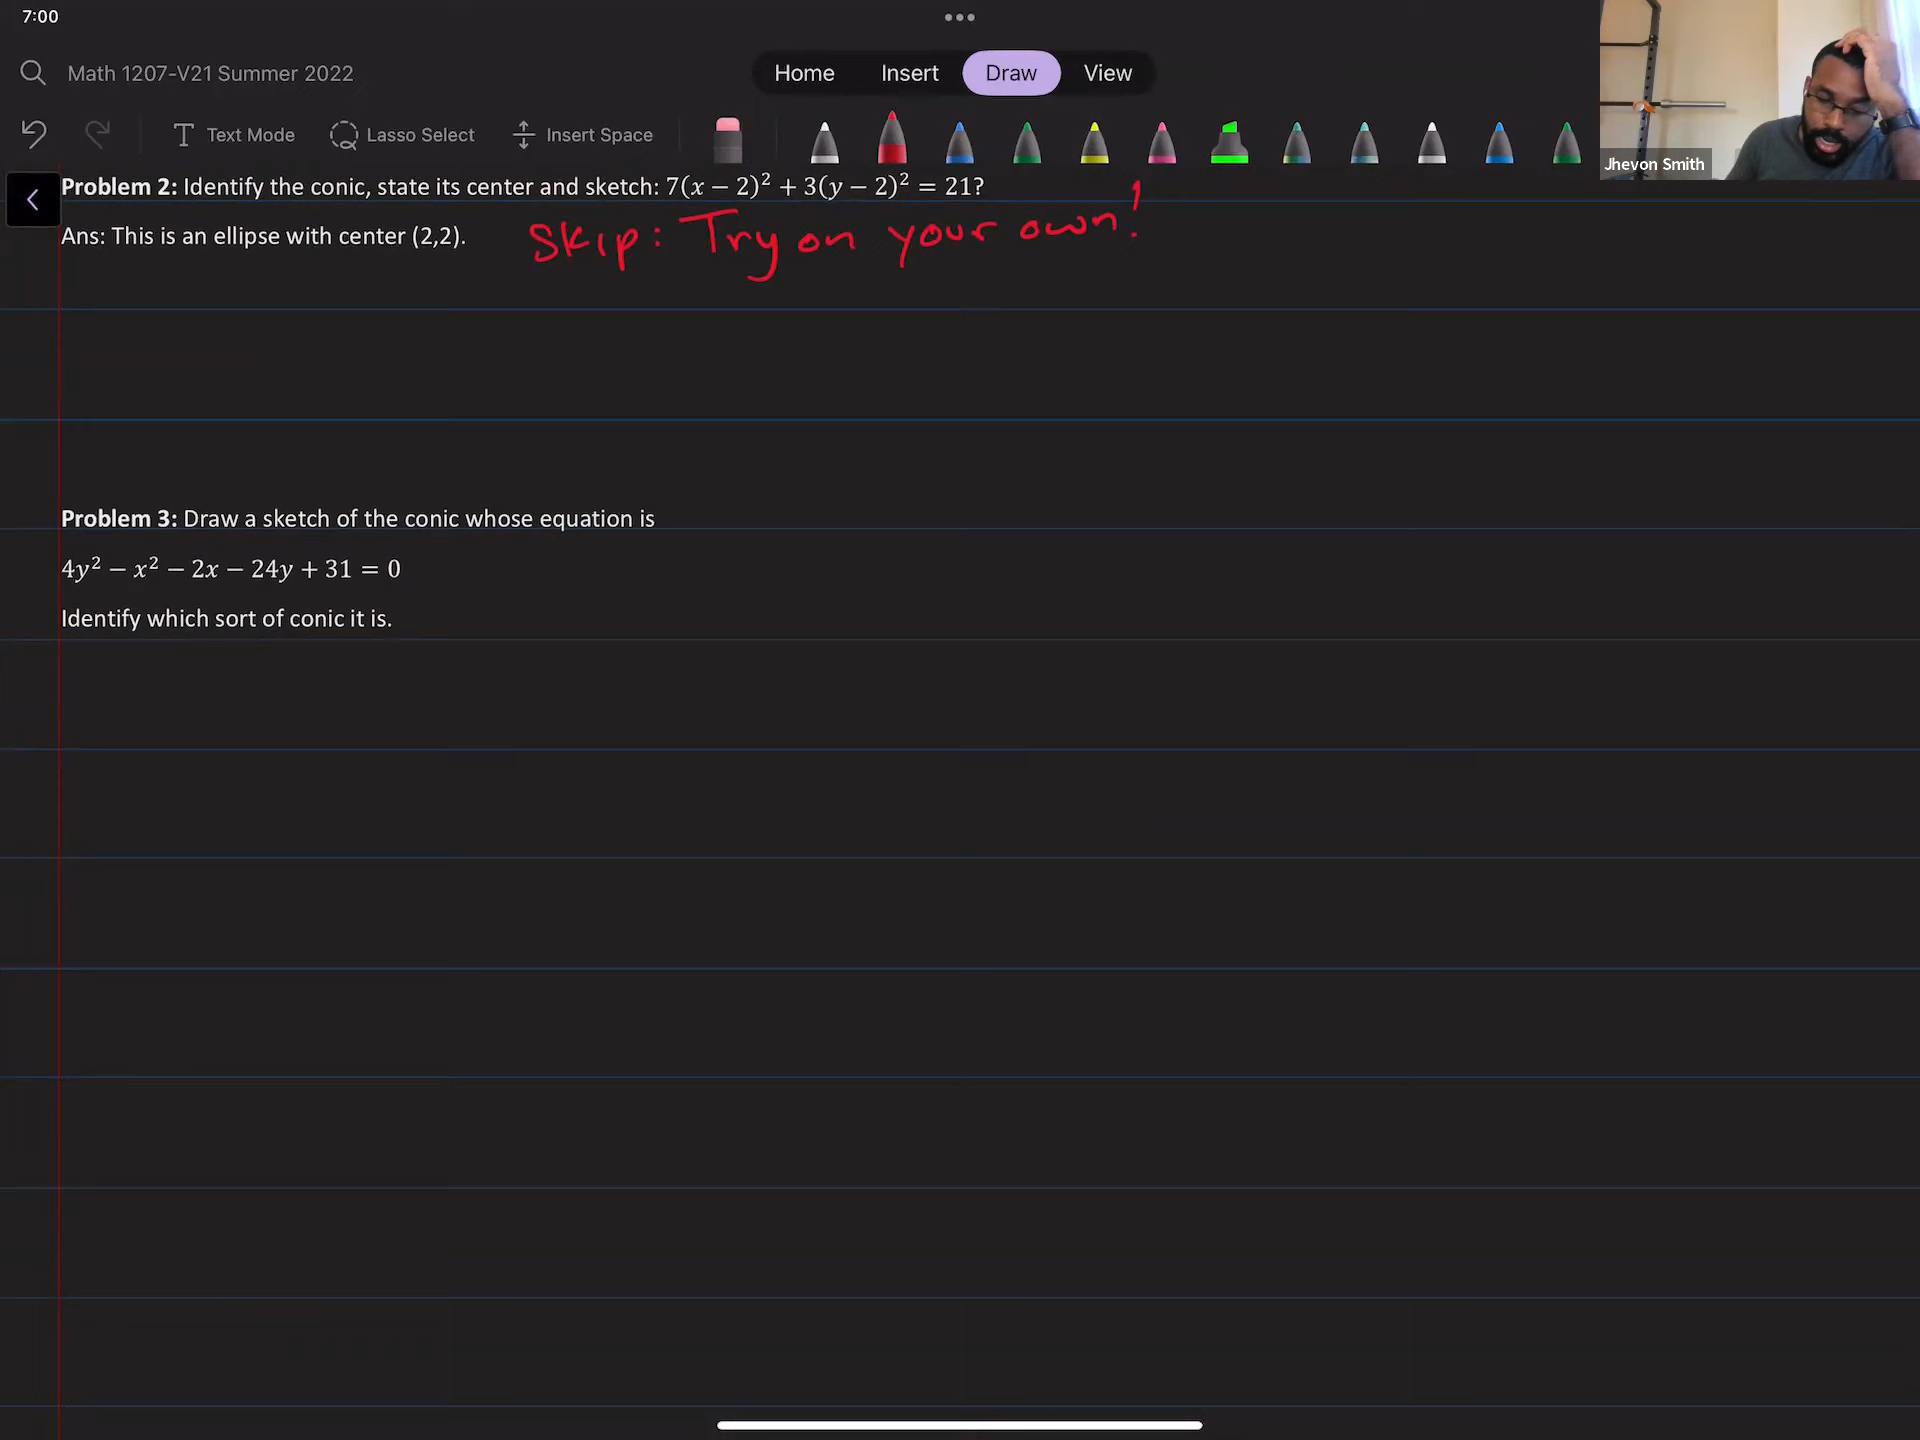 7:00
Math 1207-V21 Summer 2022
Home Insert Draw View
Text Mode Lasso Select Insert Space
Jhevon Smith
Problem 2: Identify the conic, state its center and sketch: 7(x − 2)² + 3(y − 2)² = 21?
Ans: This is an ellipse with center (2,2).
Skip: Try on your own!
Problem 3: Draw a sketch of the conic whose equation is
4y² − x² − 2x − 24y + 31 = 0
Identify which sort of conic it is.